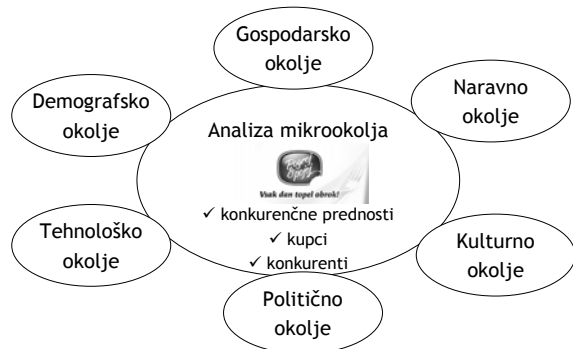 Gospodarsko
okolje
Demografsko
okolje
Naravno
okolje
Analiza mikrookolja
Vsak dan topel obrok!
✓ konkurenčne prednosti
✓ kupci
✓ konkurenti
Tehnološko
okolje
Kulturno
okolje
Politično
okolje